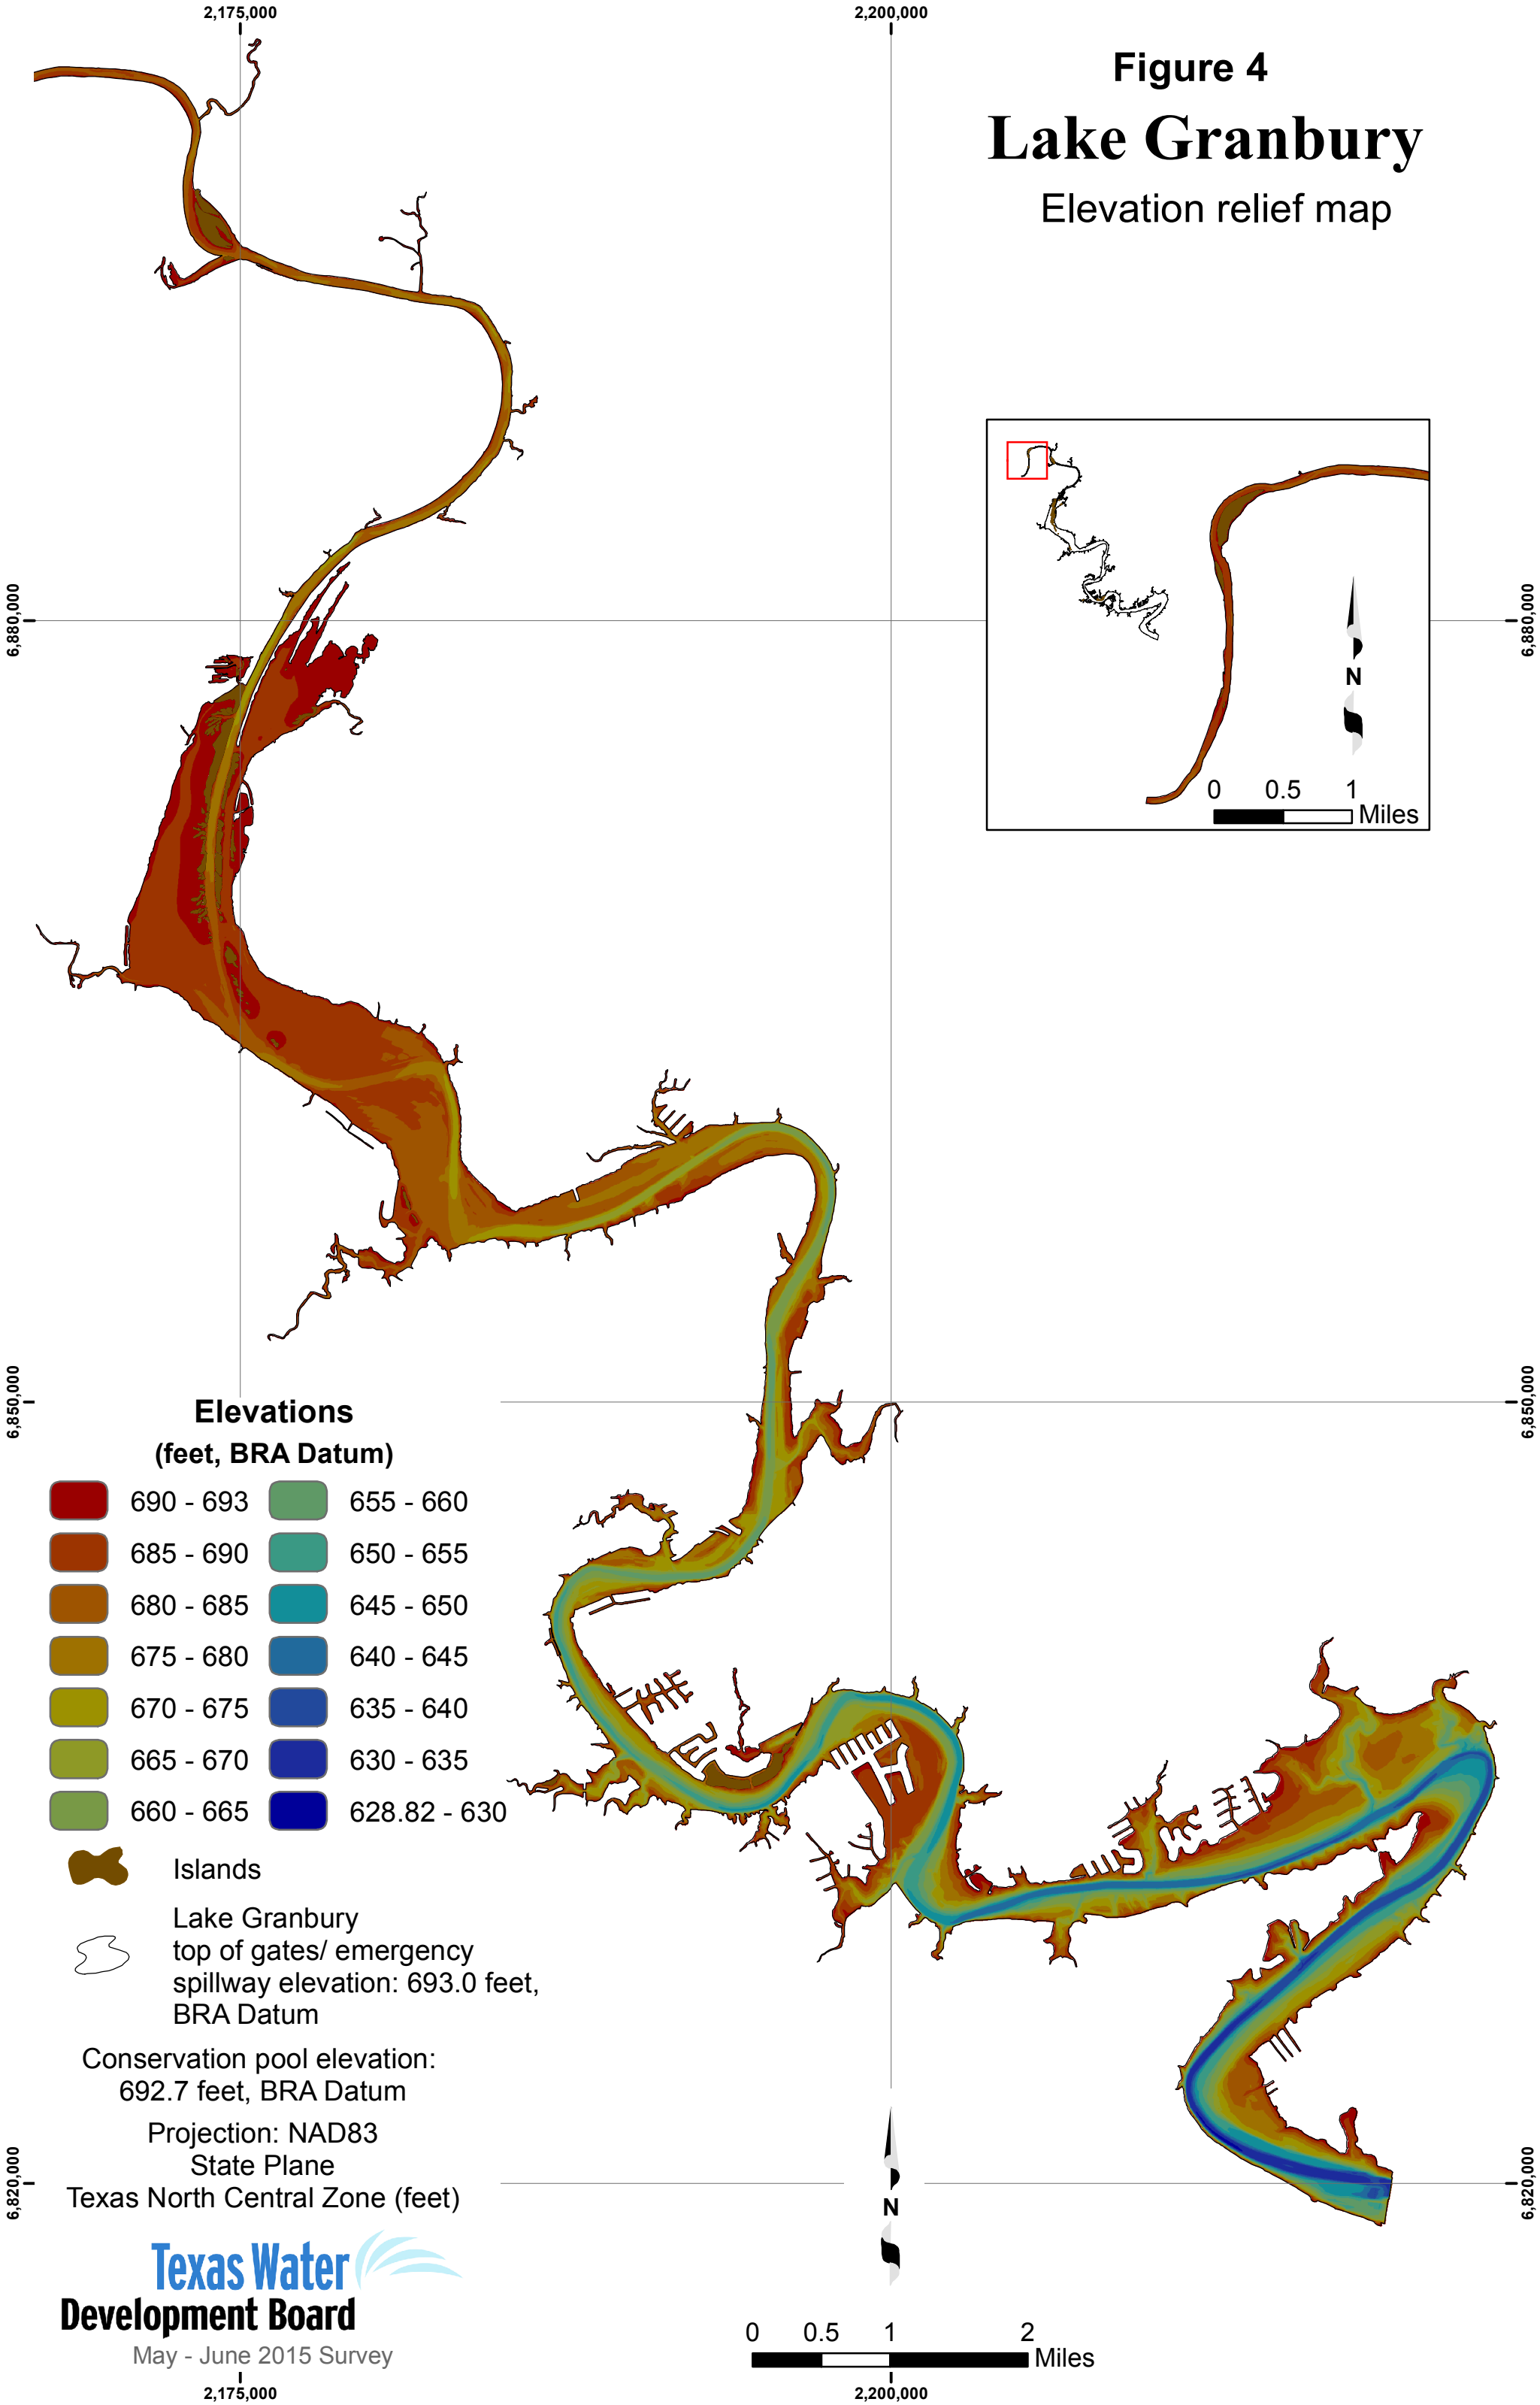 2,175,000
2,200,000
Figure 4
Lake Granbury
Elevation relief map
6,880,000
6,880,000
N
0 0.5 1
Miles
6,850,000
6,850,000
Elevations
(feet, BRA Datum)
690 - 693
655 - 660
685 - 690
650 - 655
680 - 685
645 - 650
675 - 680
640 - 645
670 - 675
635 - 640
665 - 670
630 - 635
660 - 665
628.82 - 630
Islands
Lake Granbury
top of gates/ emergency
spillway elevation: 693.0 feet,
BRA Datum
Conservation pool elevation:
692.7 feet, BRA Datum
Projection: NAD83
State Plane
Texas North Central Zone (feet)
6,820,000
6,820,000
N
Texas Water
Development Board
May - June 2015 Survey
0 0.5 1 2
Miles
2,175,000
2,200,000